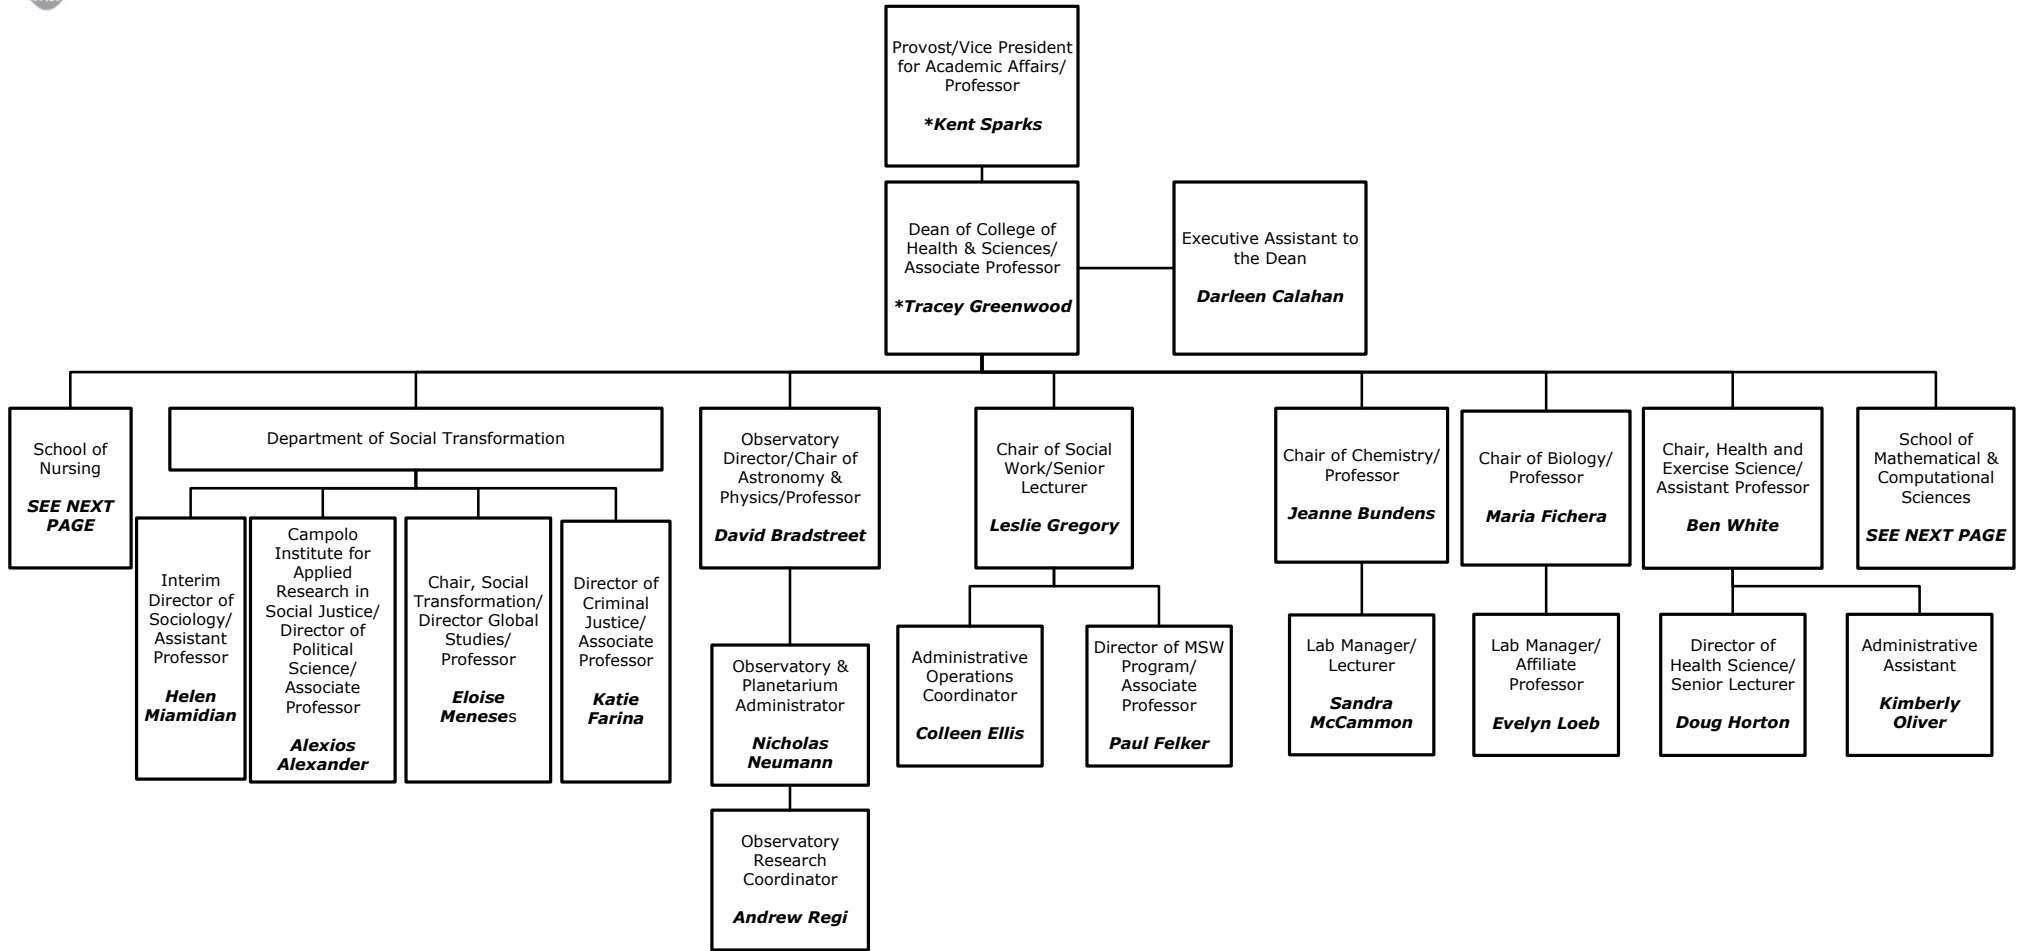 Provost/Vice President
for Academic Affairs/
Professor
*Kent Sparks
Dean of College of
Health & Sciences/
Associate Professor
*Tracey Greenwood
Executive Assistant to
the Dean
Darleen Calahan
School of
Nursing
SEE NEXT
PAGE
Department of Social Transformation
Interim
Director of
Sociology/
Assistant
Professor
Helen
Miamidian
Campolo
Institute for
Applied
Research in
Social Justice/
Director of
Political
Science/
Associate
Professor
Alexios
Alexander
Chair, Social
Transformation/
Director Global
Studies/
Professor
Eloise
Meneses
Director of
Criminal
Justice/
Associate
Professor
Katie
Farina
Observatory
Director/Chair of
Astronomy &
Physics/Professor
David Bradstreet
Observatory &
Planetarium
Administrator
Nicholas
Neumann
Observatory
Research
Coordinator
Andrew Regi
Chair of Social
Work/Senior
Lecturer
Leslie Gregory
Administrative
Operations
Coordinator
Colleen Ellis
Director of MSW
Program/
Associate
Professor
Paul Felker
Chair of Chemistry/
Professor
Jeanne Bundens
Lab Manager/
Lecturer
Sandra
McCammon
Chair of Biology/
Professor
Maria Fichera
Lab Manager/
Affiliate
Professor
Evelyn Loeb
Chair, Health and
Exercise Science/
Assistant Professor
Ben White
Director of
Health Science/
Senior Lecturer
Doug Horton
Administrative
Assistant
Kimberly
Oliver
School of
Mathematical &
Computational
Sciences
SEE NEXT PAGE